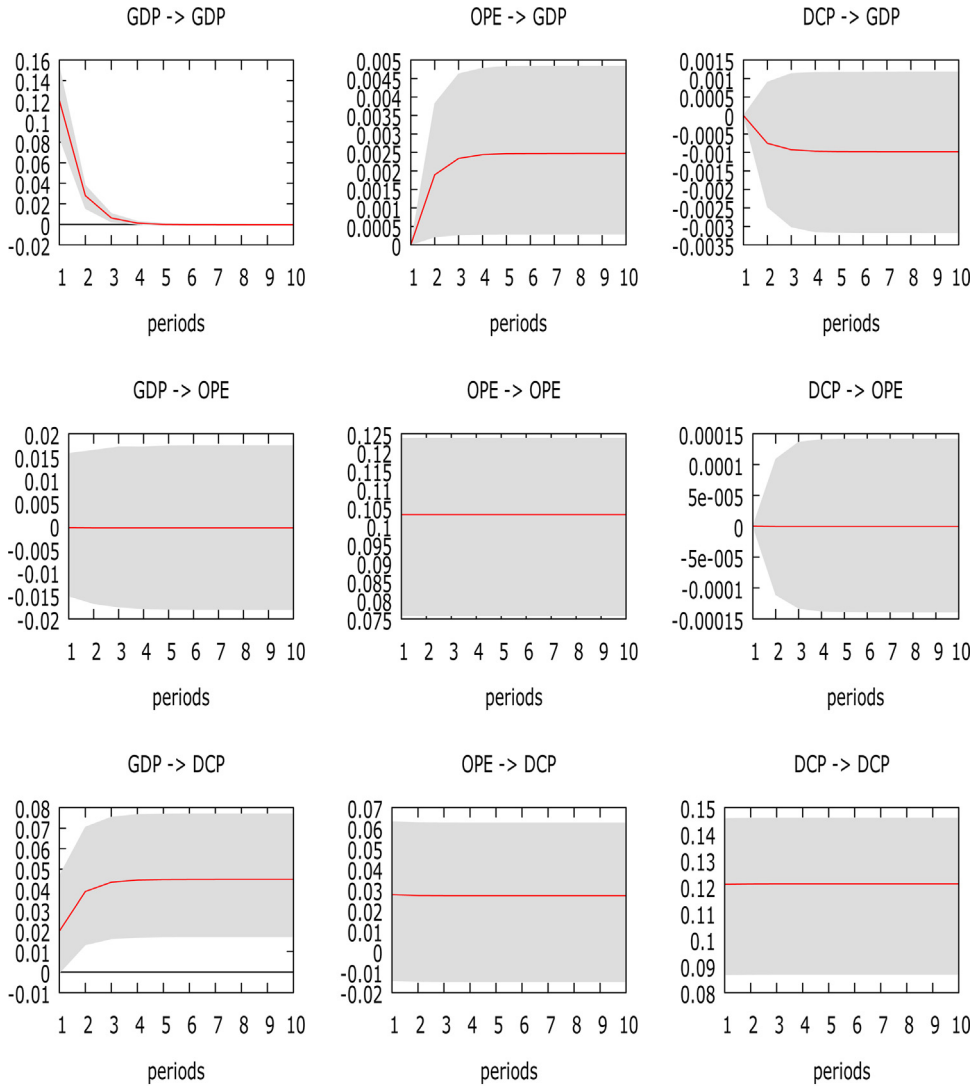 GDP -> GDP
0.16
0.14
0.12
0.1
0.08
0.06
0.04
0.02
0
-0.02
1 2 3 4 5 6 7 8 9 10
periods
OPE -> GDP
0.005
0.0045
0.004
0.0035
0.003
0.0025
0.002
0.0015
0.001
0.0005
0
1 2 3 4 5 6 7 8 9 10
periods
DCP -> GDP
0.0015
0.001
0.0005
0
-0.0005
-0.001
-0.0015
-0.002
-0.0025
-0.003
-0.0035
1 2 3 4 5 6 7 8 9 10
periods
GDP -> OPE
0.02
0.015
0.01
0.005
0
-0.005
-0.01
-0.015
-0.02
1 2 3 4 5 6 7 8 9 10
periods
OPE -> OPE
0.125
0.12
0.115
0.11
0.105
0.1
0.095
0.09
0.085
0.08
0.075
1 2 3 4 5 6 7 8 9 10
periods
DCP -> OPE
0.00015
0.0001
5e-005
0
-5e-005
-0.0001
-0.00015
1 2 3 4 5 6 7 8 9 10
periods
GDP -> DCP
0.08
0.07
0.06
0.05
0.04
0.03
0.02
0.01
0
-0.01
1 2 3 4 5 6 7 8 9 10
periods
OPE -> DCP
0.07
0.06
0.05
0.04
0.03
0.02
0.01
0
-0.01
-0.02
1 2 3 4 5 6 7 8 9 10
periods
DCP -> DCP
0.15
0.14
0.13
0.12
0.11
0.1
0.09
0.08
1 2 3 4 5 6 7 8 9 10
periods